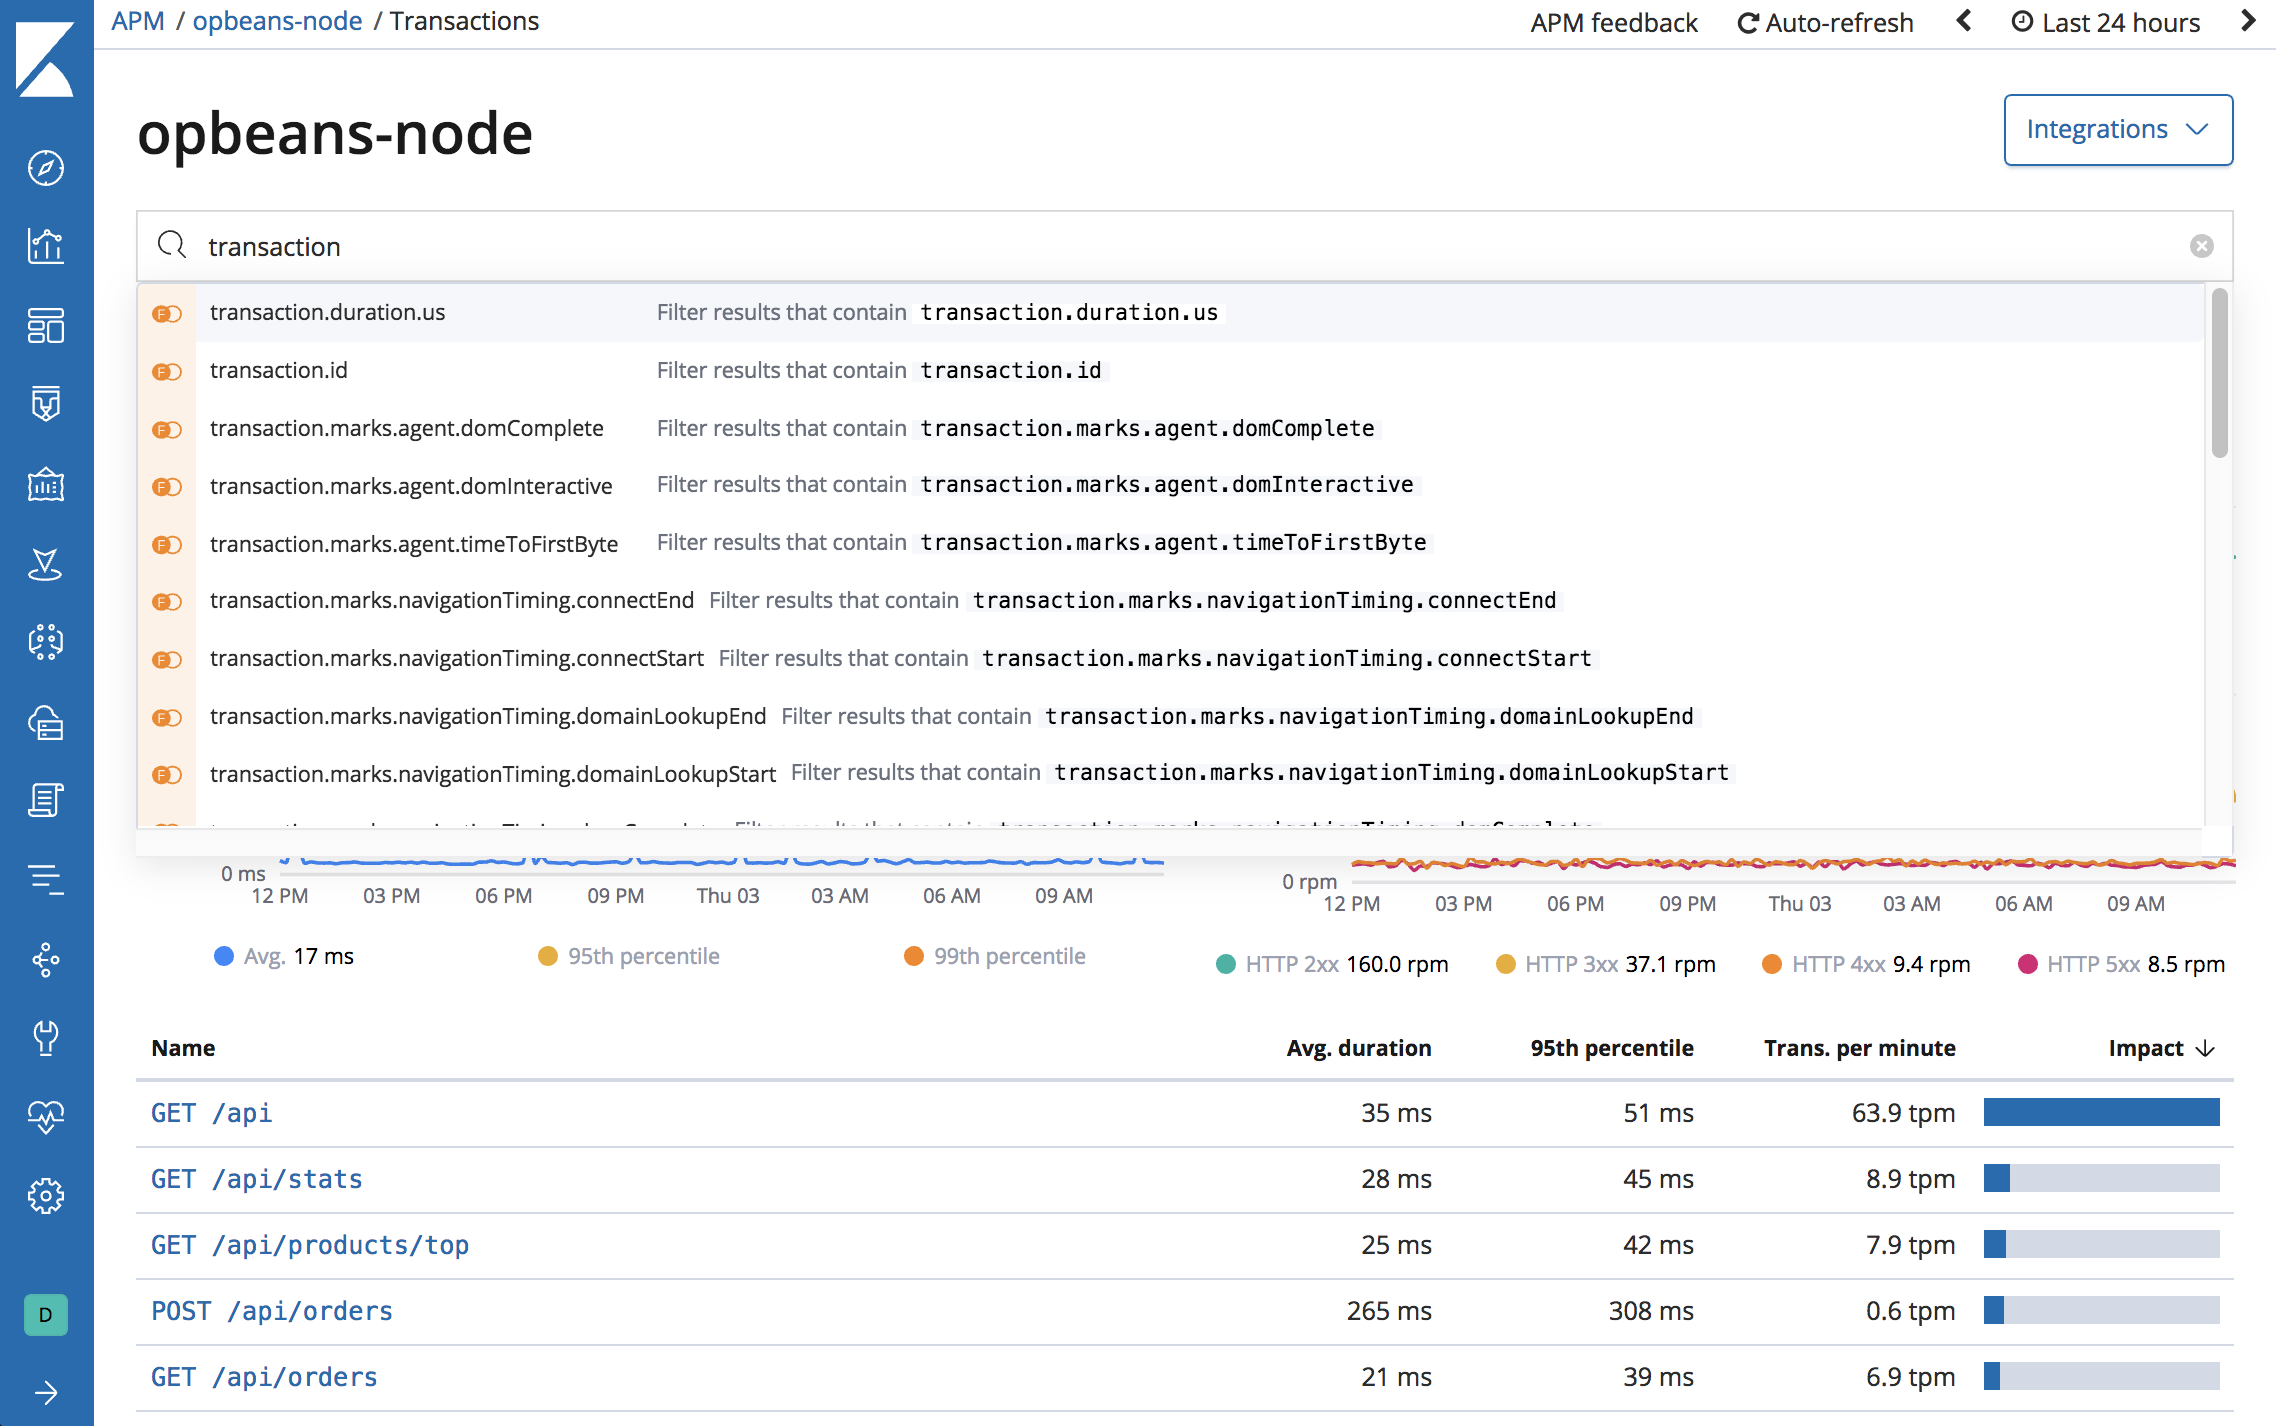 APM / opbeans-node / Transactions
APM feedback Auto-refresh Last 24 hours
opbeans-node
Integrations
transaction
transaction.duration.us Filter results that contain transaction.duration.us
transaction.id Filter results that contain transaction.id
transaction.marks.agent.domComplete Filter results that contain transaction.marks.agent.domComplete
transaction.marks.agent.domInteractive Filter results that contain transaction.marks.agent.domInteractive
transaction.marks.agent.timeToFirstByte Filter results that contain transaction.marks.agent.timeToFirstByte
transaction.marks.navigationTiming.connectEnd Filter results that contain transaction.marks.navigationTiming.connectEnd
transaction.marks.navigationTiming.connectStart Filter results that contain transaction.marks.navigationTiming.connectStart
transaction.marks.navigationTiming.domainLookupEnd Filter results that contain transaction.marks.navigationTiming.domainLookupEnd
transaction.marks.navigationTiming.domainLookupStart Filter results that contain transaction.marks.navigationTiming.domainLookupStart
0 ms
12 PM 03 PM 06 PM 09 PM Thu 03 03 AM 06 AM 09 AM
0 rpm
12 PM 03 PM 06 PM 09 PM Thu 03 03 AM 06 AM 09 AM
Avg. 17 ms 95th percentile 99th percentile
HTTP 2xx 160.0 rpm HTTP 3xx 37.1 rpm HTTP 4xx 9.4 rpm HTTP 5xx 8.5 rpm
Name Avg. duration 95th percentile Trans. per minute Impact
GET /api 35 ms 51 ms 63.9 tpm
GET /api/stats 28 ms 45 ms 8.9 tpm
GET /api/products/top 25 ms 42 ms 7.9 tpm
POST /api/orders 265 ms 308 ms 0.6 tpm
GET /api/orders 21 ms 39 ms 6.9 tpm
D